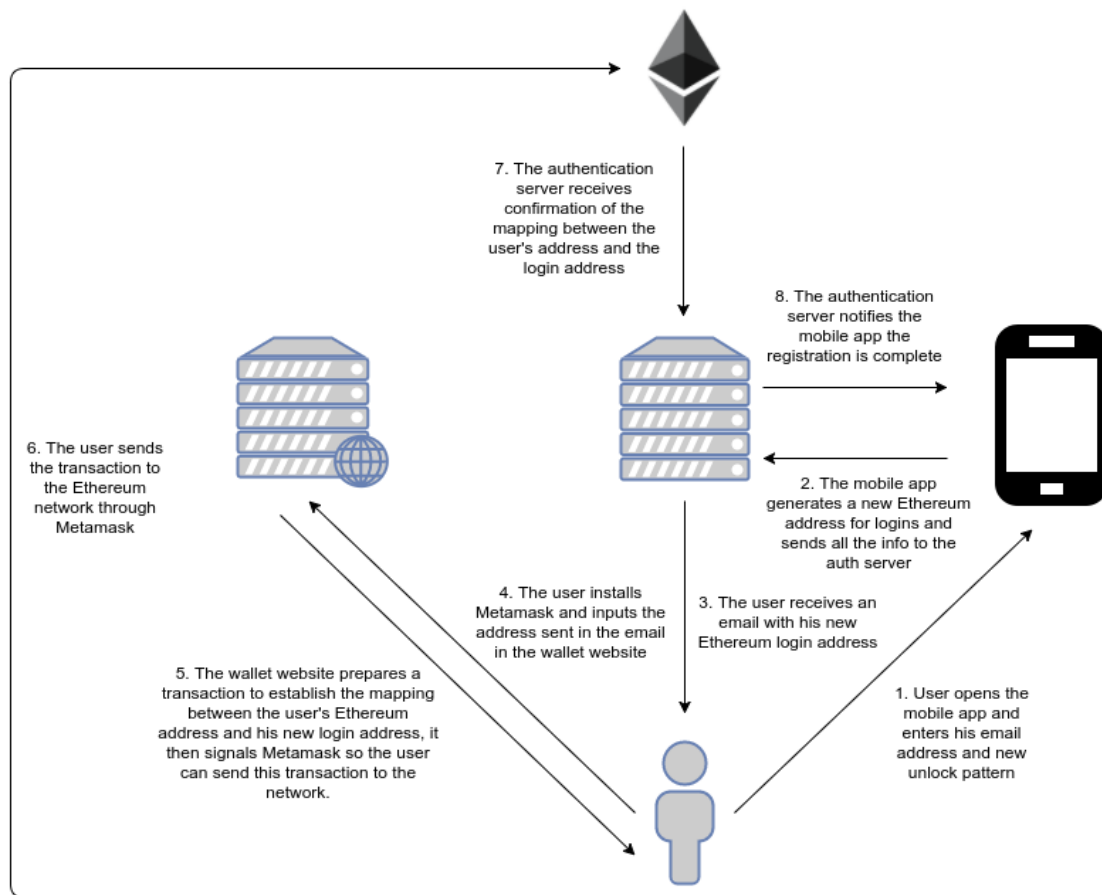 7. The authentication
server receives
confirmation of the
mapping between the
user's address and the
login address
8. The authentication
server notifies the
mobile app the
registration is complete
6. The user sends
the transaction to
the Ethereum
network through
Metamask
2. The mobile app
generates a new Ethereum
address for logins and
sends all the info to the
auth server
4. The user installs
Metamask and inputs the
address sent in the email
in the wallet website
3. The user receives an
email with his new
Ethereum login address
5. The wallet website prepares a
transaction to establish the mapping
between the user's Ethereum
address and his new login address, it
then signals Metamask so the user
can send this transaction to the
network.
1. User opens the
mobile app and
enters his email
address and new
unlock pattern